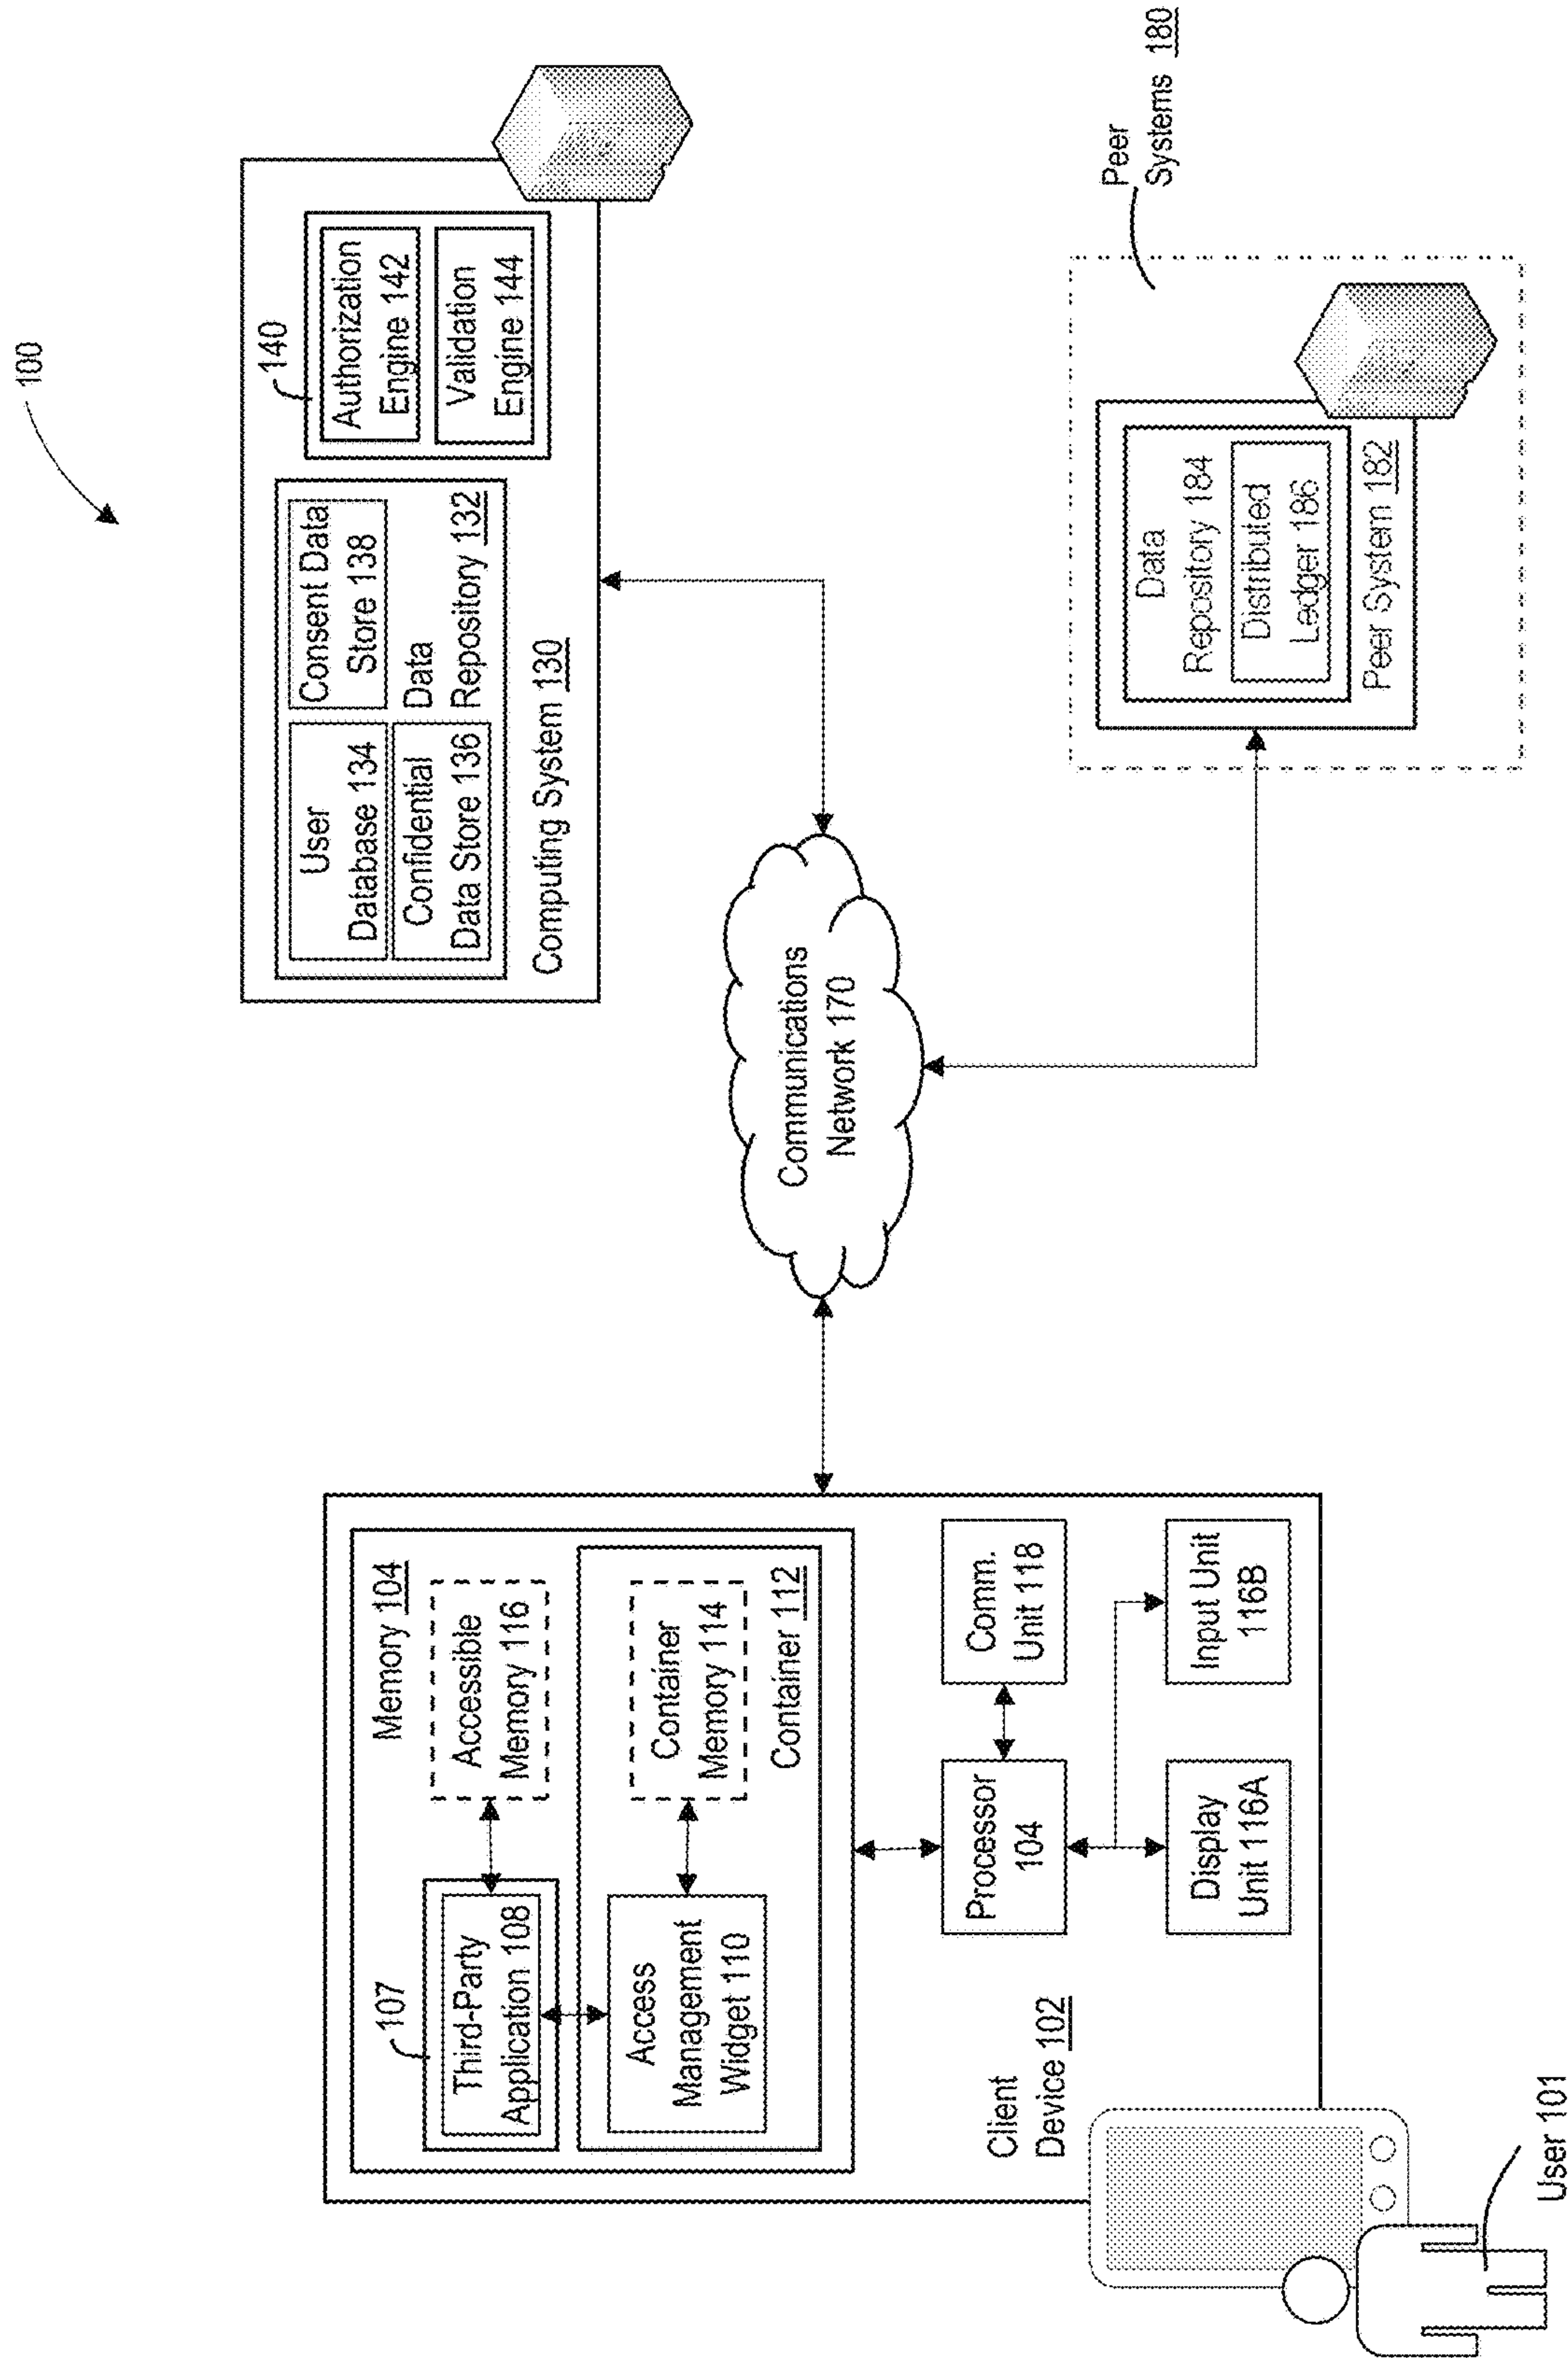 100
Memory 104
107
Third-Party
Application 108
Accessible
Memory 116
Access
Management
Widget 110
Container
Memory 114
Container 112
Client
Device 102
Processor
104
Comm.
Unit 118
Display
Unit 116A
Input Unit
116B
User 101
Communications
Network 170
User
Database 134
Consent Data
Store 138
Confidential
Data Store 136
Data
Repository 132
Computing System 130
140
Authorization
Engine 142
Validation
Engine 144
Peer
Systems 180
Data
Repository 184
Distributed
Ledger 186
Peer System 182